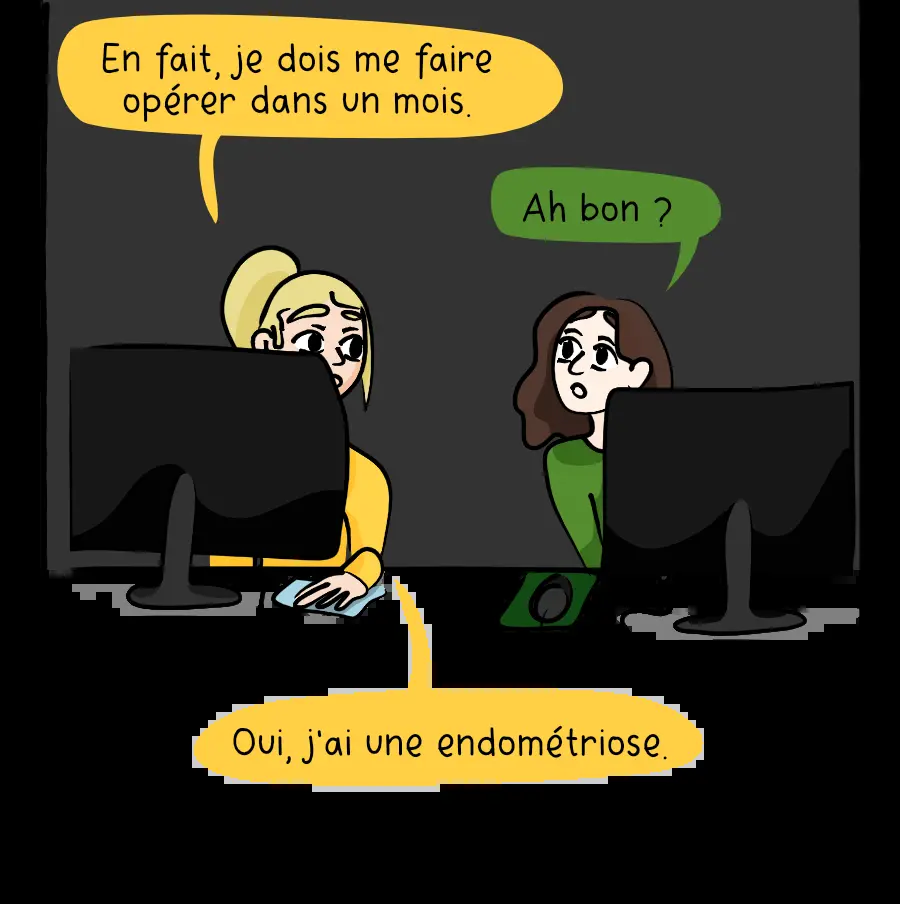 En fait, je dois me faire
opérer dans un mois.
Ah bon ?
Oui, j'ai une endométriose.